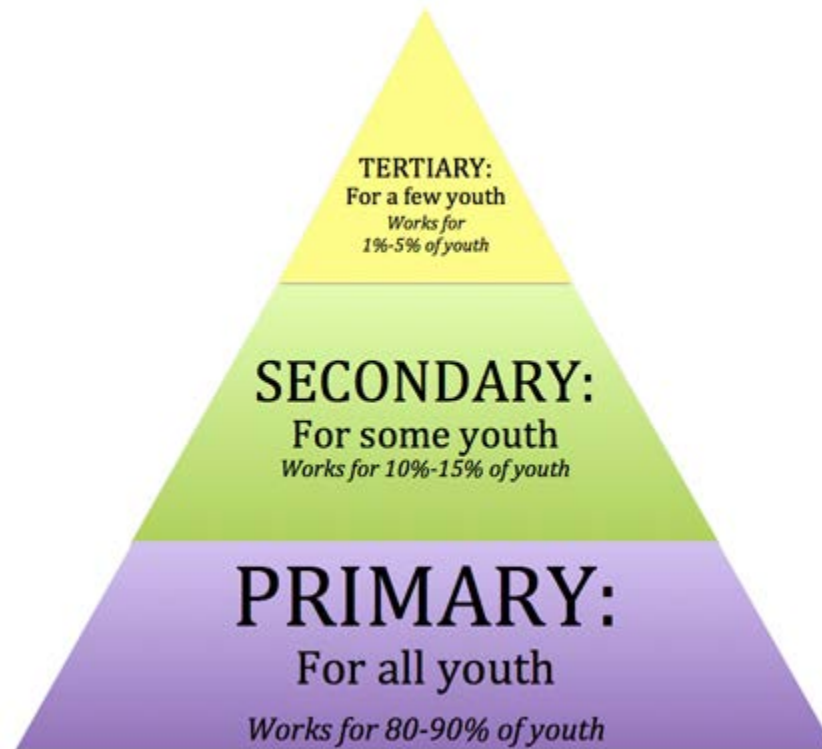 TERTIARY:
For a few youth
Works for
1%-5% of youth
SECONDARY:
For some youth
Works for 10%-15% of youth
PRIMARY:
For all youth
Works for 80-90% of youth